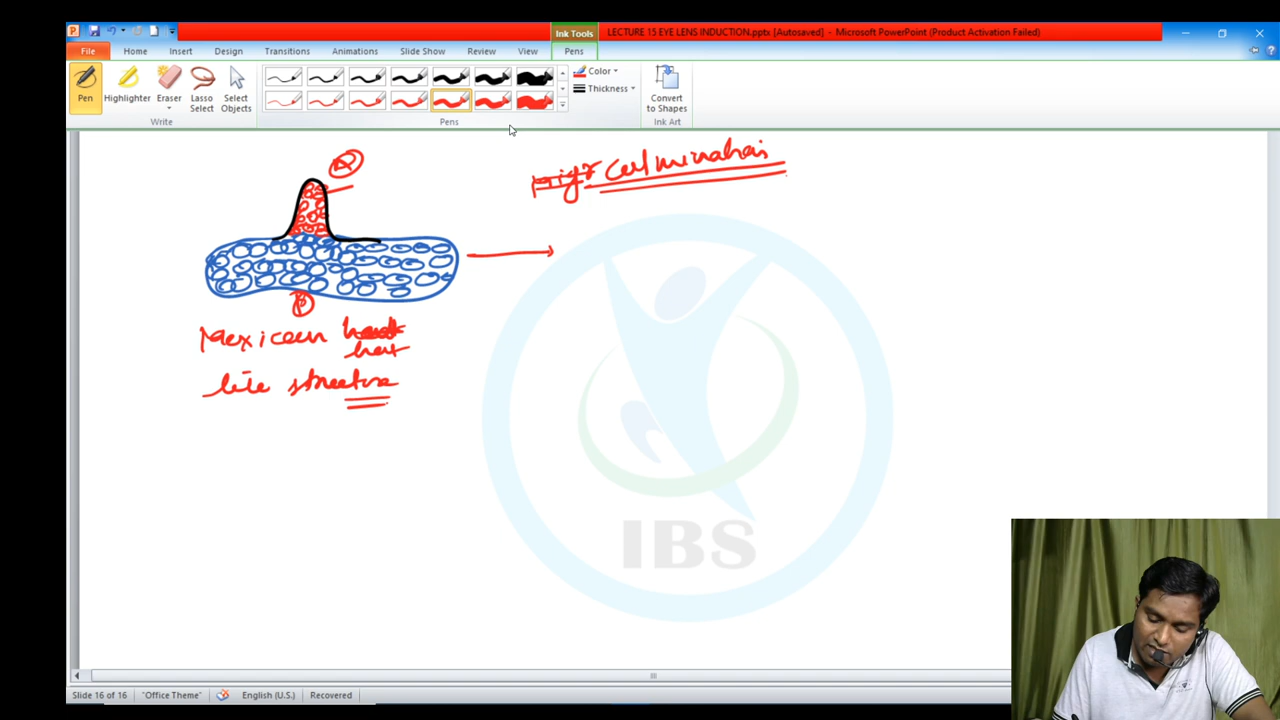 LECTURE 15 EYE LENS INDUCTION.pptx [Autosaved] - Microsoft PowerPoint (Product Activation Failed)
Ink Tools
File Home Insert Design Transitions Animations Slide Show Review View Pens
Pen Highlighter Eraser Lasso Select Select Objects
Color
Thickness
Convert to Shapes
Write Pens Ink Art
culmination
Mexican
hat
like structure
IBS
Slide 16 of 16 "Office Theme" English (U.S.) Recovered